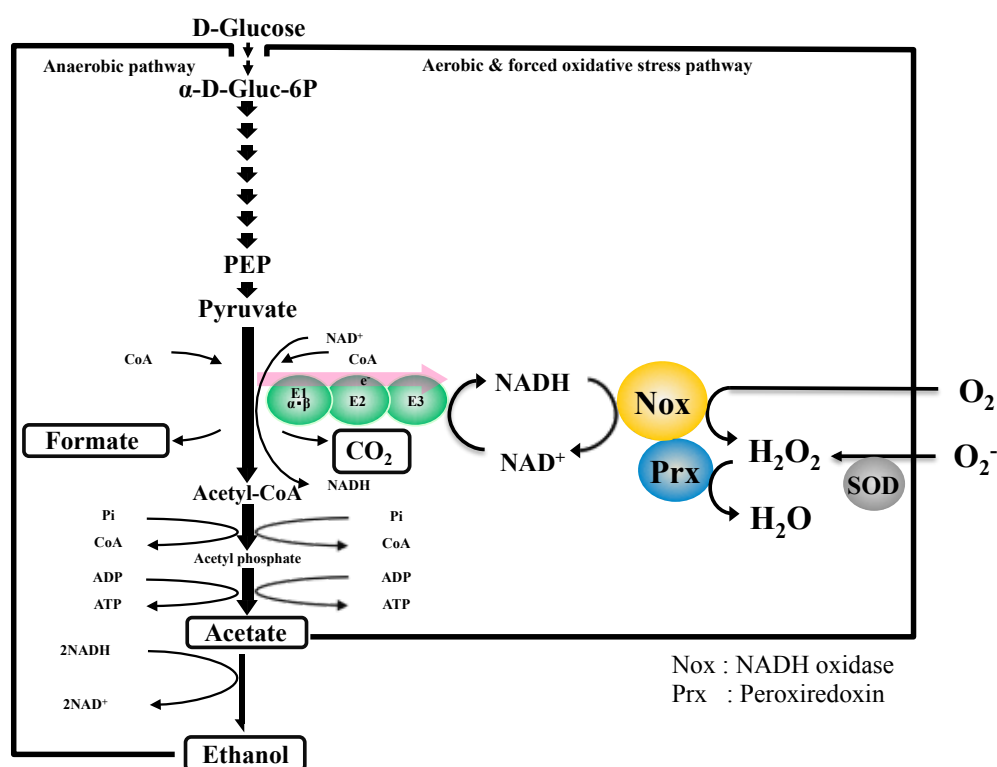 D-Glucose
Anaerobic pathway
Aerobic & forced oxidative stress pathway
α-D-Gluc-6P
PEP
Pyruvate
NAD⁺
CoA
CoA
e⁻
E1
α▪β
E2
E3
NADH
NAD⁺
Nox
Prx
O₂
H₂O₂
O₂⁻
SOD
H₂O
Formate
CO₂
NADH
Acetyl-CoA
Pi
CoA
Pi
CoA
Acetyl phosphate
ADP
ATP
ADP
ATP
Acetate
2NADH
2NAD⁺
Ethanol
Nox : NADH oxidase
Prx : Peroxiredoxin